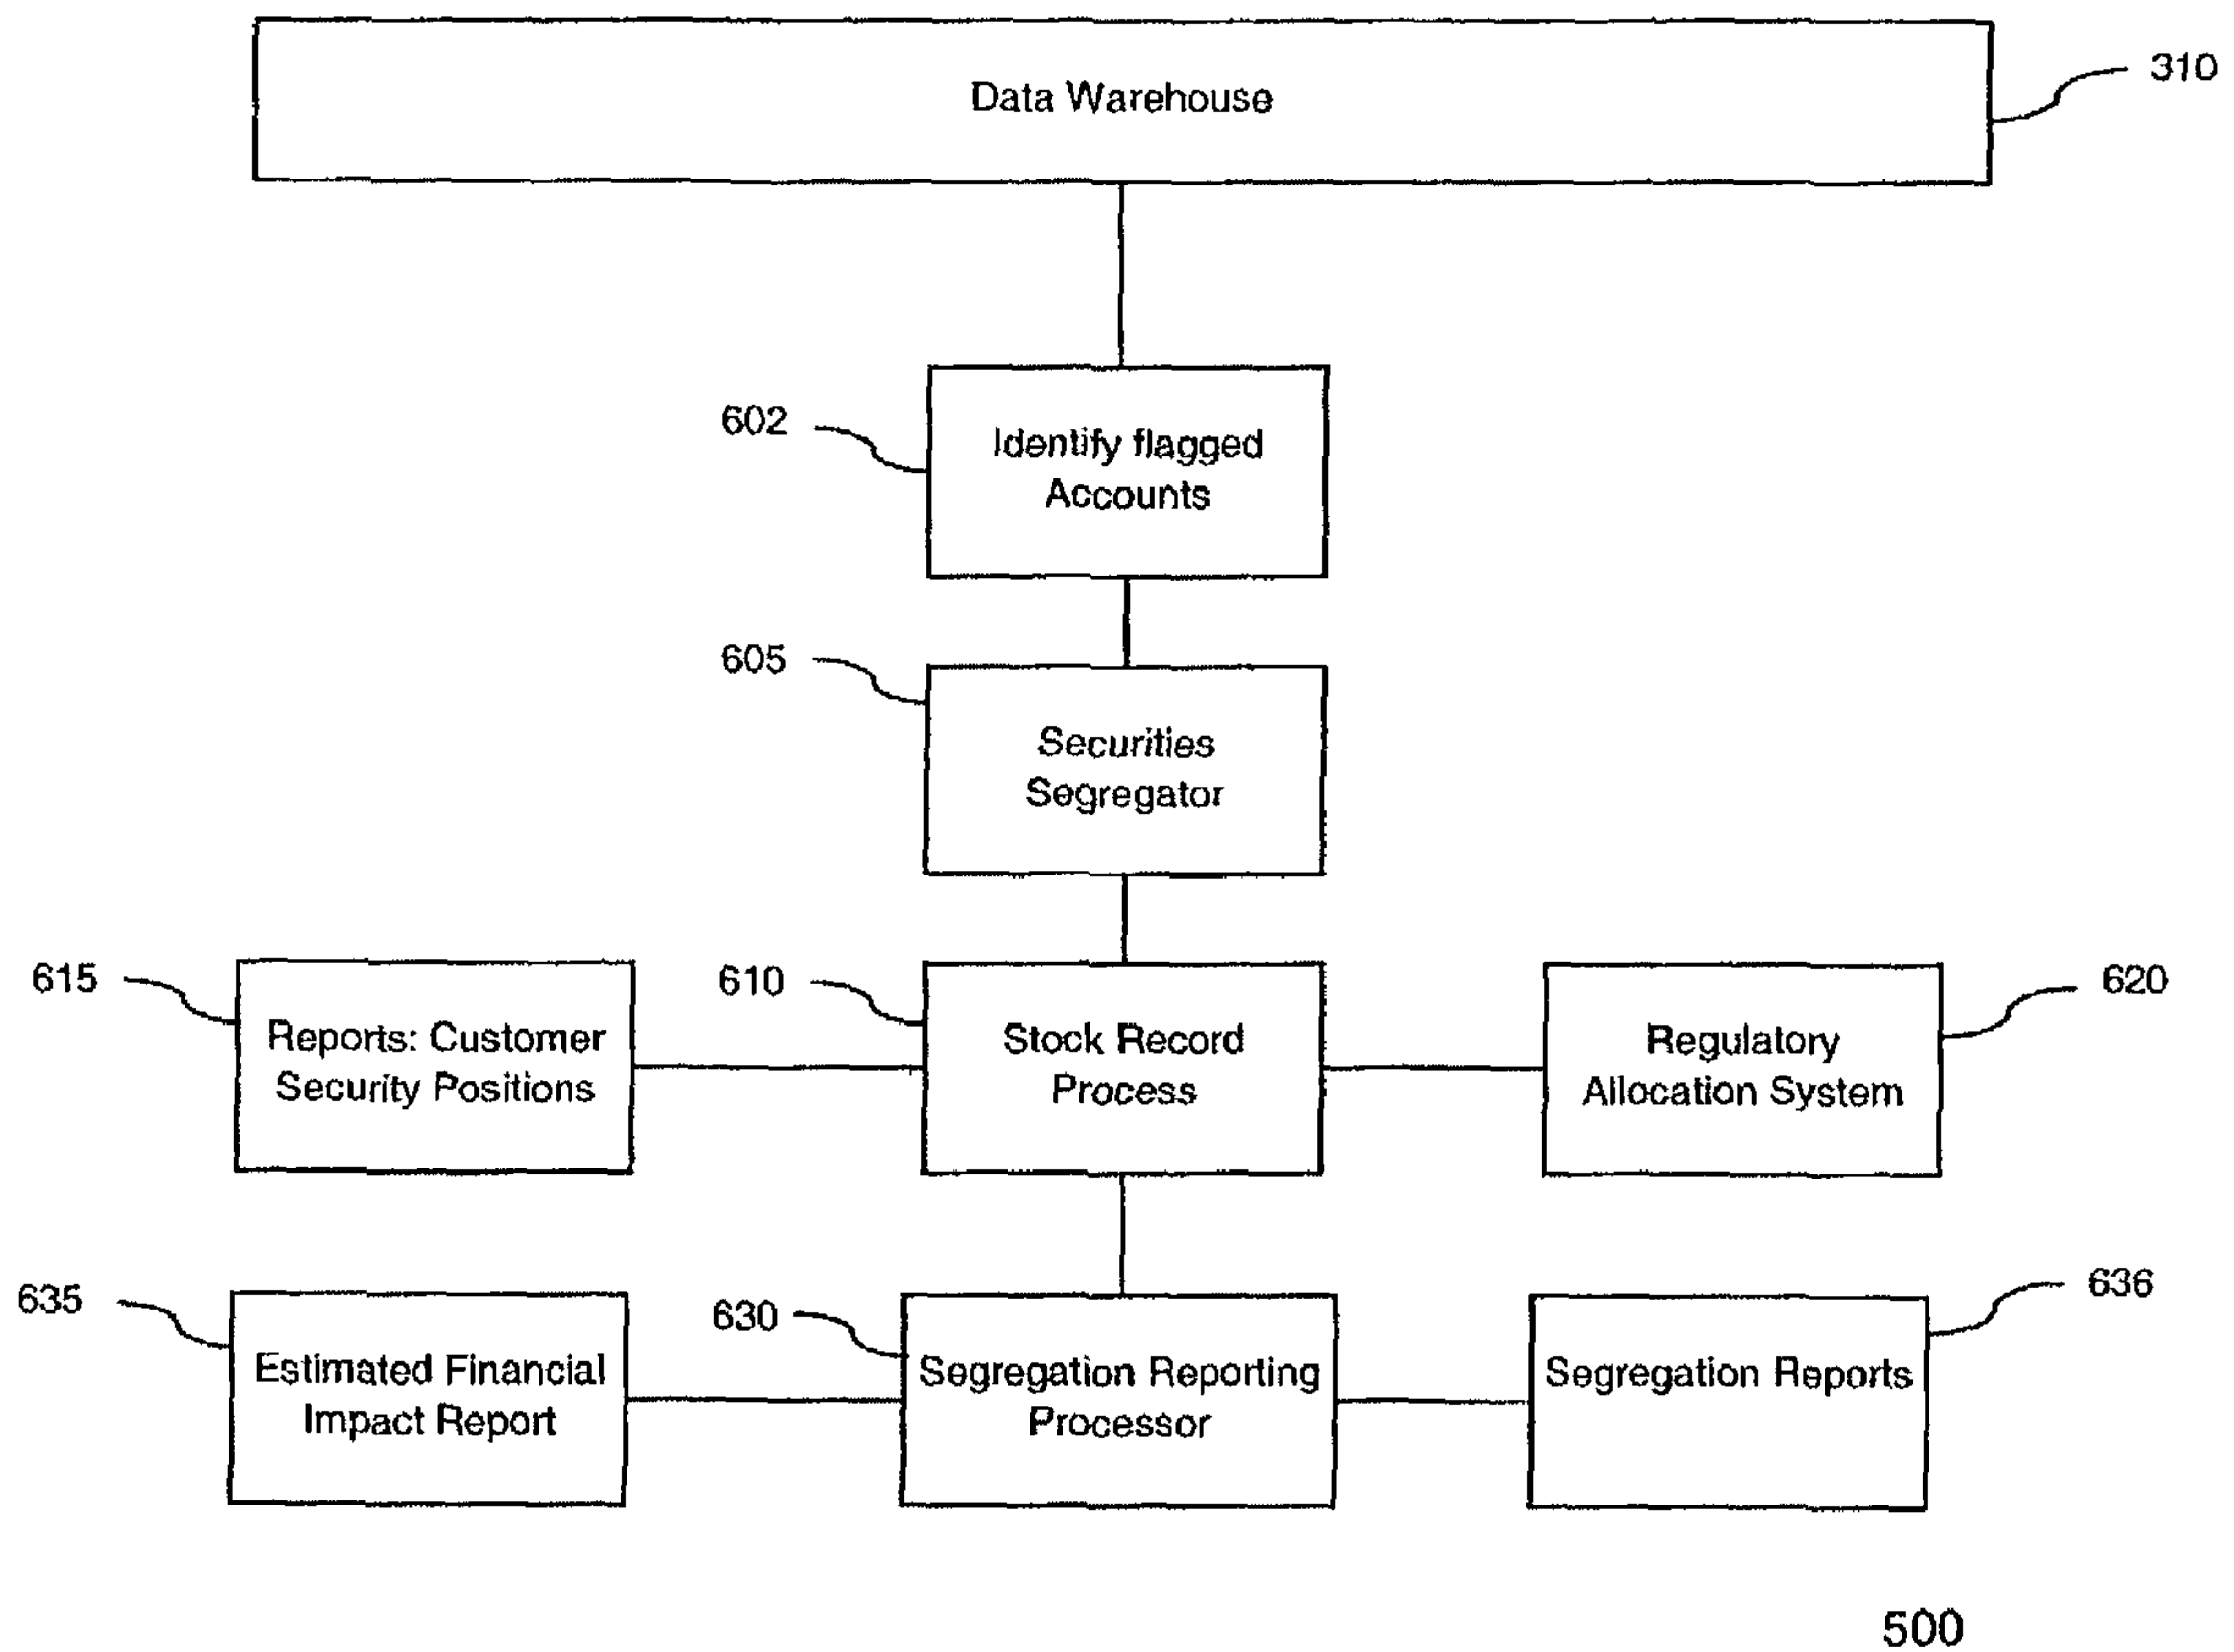 Data Warehouse
310
602
Identify flagged
Accounts
605
Securities
Segregator
615
Reports: Customer
Security Positions
610
Stock Record
Process
620
Regulatory
Allocation System
635
Estimated Financial
Impact Report
630
Segregation Reporting
Processor
636
Segregation Reports
500